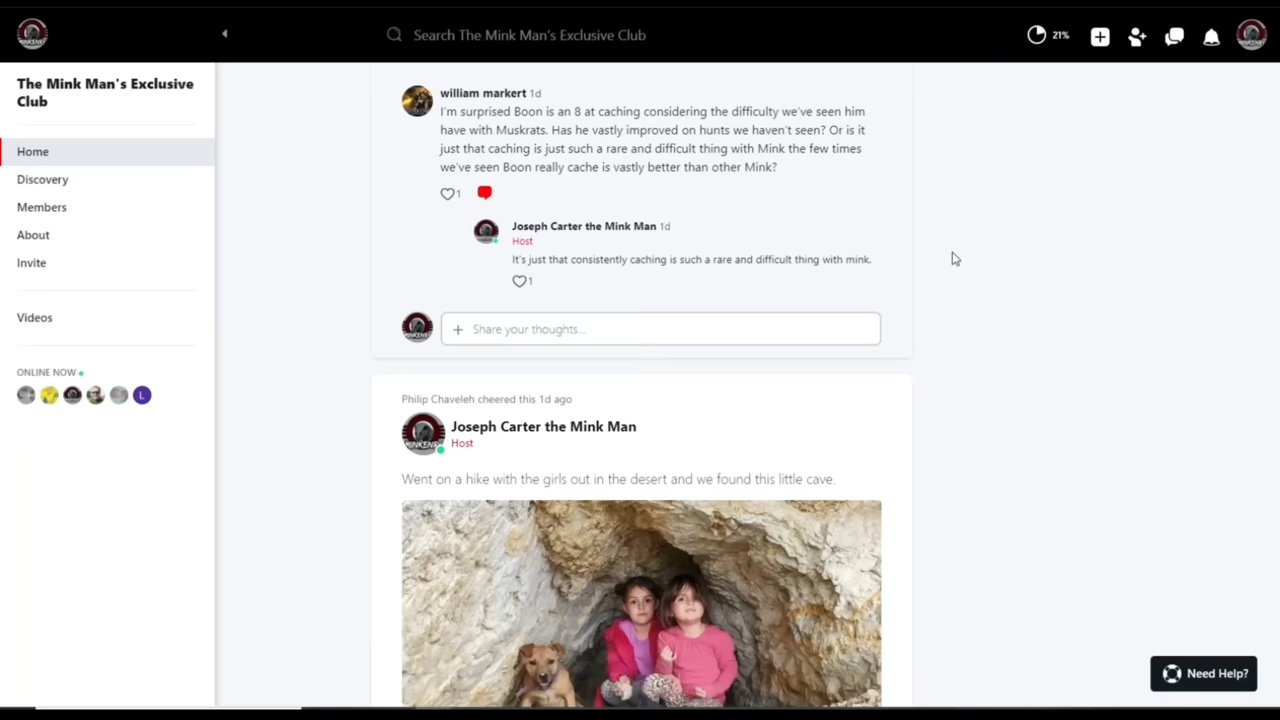 Search The Mink Man's Exclusive Club
21%
The Mink Man's Exclusive
Club
Home
Discovery
Members
About
Invite
Videos
ONLINE NOW
L
william markert 1d
I'm surprised Boon is an 8 at caching considering the difficulty we've seen him
have with Muskrats. Has he vastly improved on hunts we haven't seen? Or is it
just that caching is just such a rare and difficult thing with Mink the few times
we've seen Boon really cache is vastly better than other Mink?
1
Joseph Carter the Mink Man 1d
Host
It's just that consistently caching is such a rare and difficult thing with mink.
1
+ Share your thoughts...
Philip Chaveleh cheered this 1d ago
Joseph Carter the Mink Man
Host
Went on a hike with the girls out in the desert and we found this little cave.
Need Help?